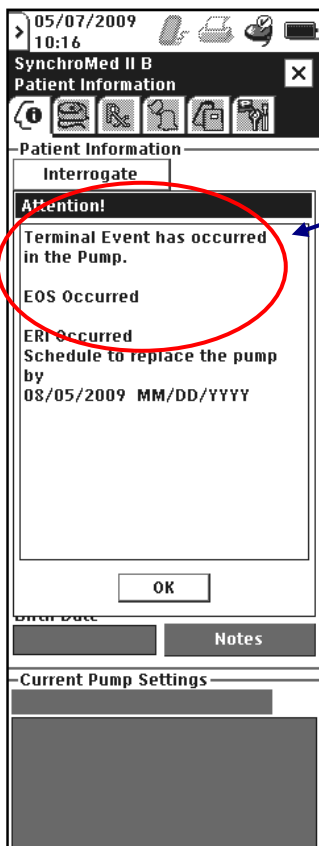 05/07/2009
10:16
SynchroMed II B
Patient Information
Patient Information
Interrogate
Attention!
Terminal Event has occurred
in the Pump.
EOS Occurred
ERI Occurred
Schedule to replace the pump
by
08/05/2009 MM/DD/YYYY
OK
Birth Date
Notes
Current Pump Settings